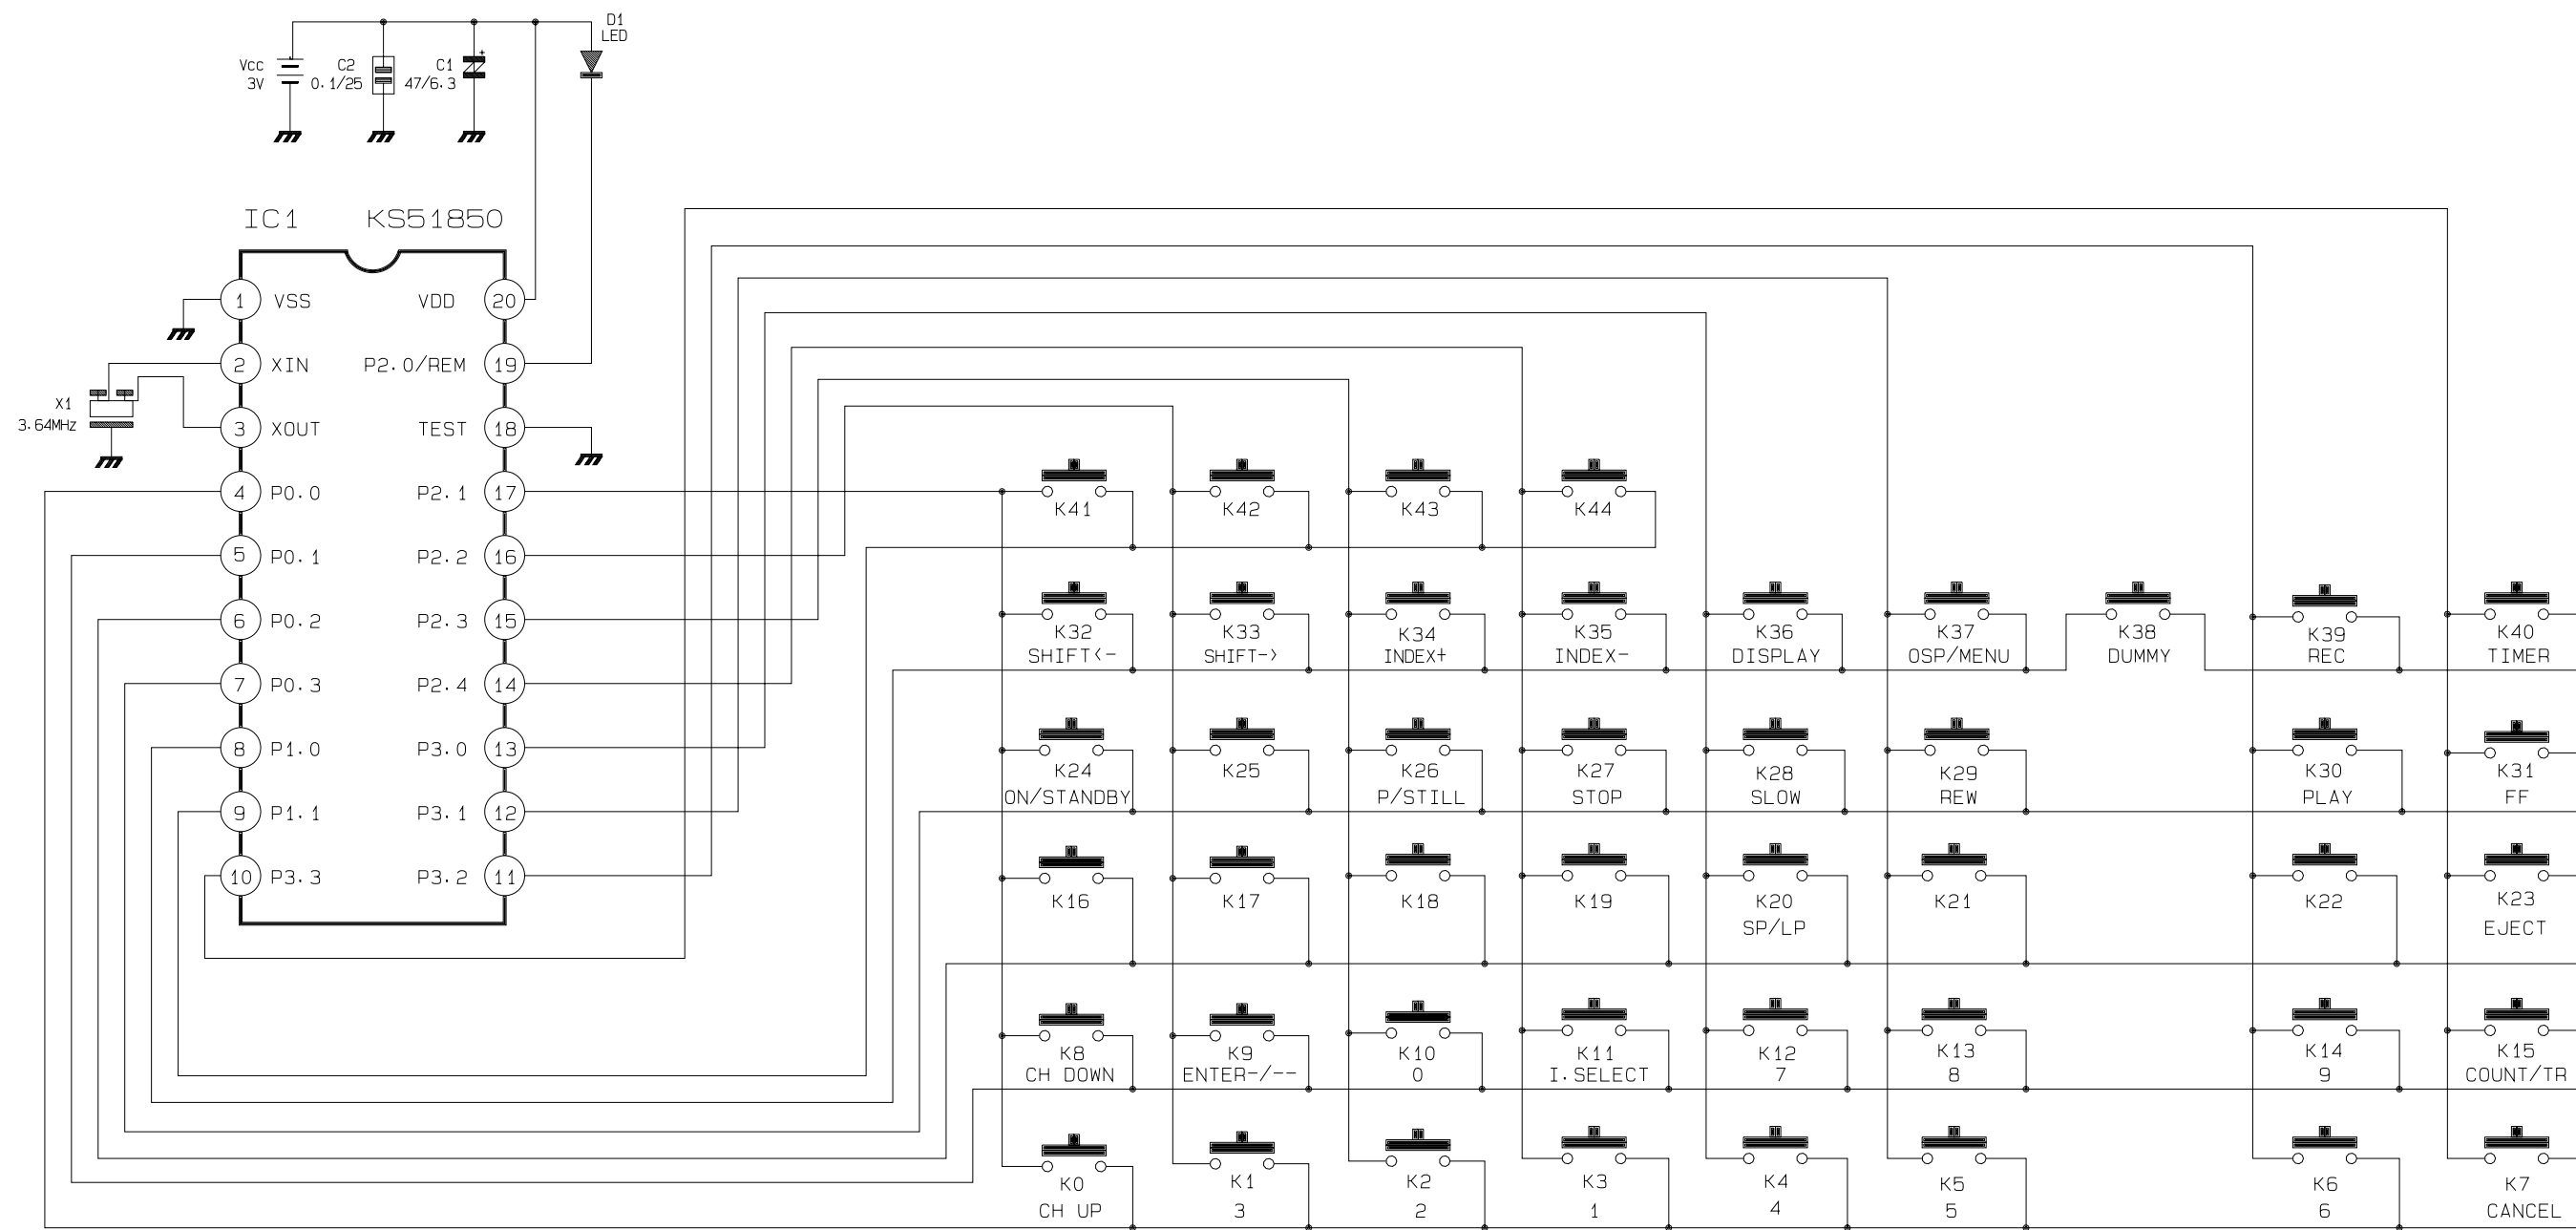 D1
LED
Vcc
3V
C2
0.1/25
C1
47/6.3
+
IC1 KS51850
1 VSS VDD 20
2 XIN P2.0/REM 19
X1
3.64MHz
3 XOUT TEST 18
4 P0.0 P2.1 17
5 P0.1 P2.2 16
6 P0.2 P2.3 15
7 P0.3 P2.4 14
8 P1.0 P3.0 13
9 P1.1 P3.1 12
10 P3.3 P3.2 11
K41 K42 K43 K44
K32 K33 K34 K35 K36 K37 K38 K39 K40
SHIFT<- SHIFT-> INDEX+ INDEX- DISPLAY OSP/MENU DUMMY REC TIMER
K24 K25 K26 K27 K28 K29 K30 K31
ON/STANDBY P/STILL STOP SLOW REW PLAY FF
K16 K17 K18 K19 K20 K21 K22 K23
SP/LP EJECT
K8 K9 K10 K11 K12 K13 K14 K15
CH DOWN ENTER-/-- 0 I.SELECT 7 8 9 COUNT/TR
K0 K1 K2 K3 K4 K5 K6 K7
CH UP 3 2 1 4 5 6 CANCEL